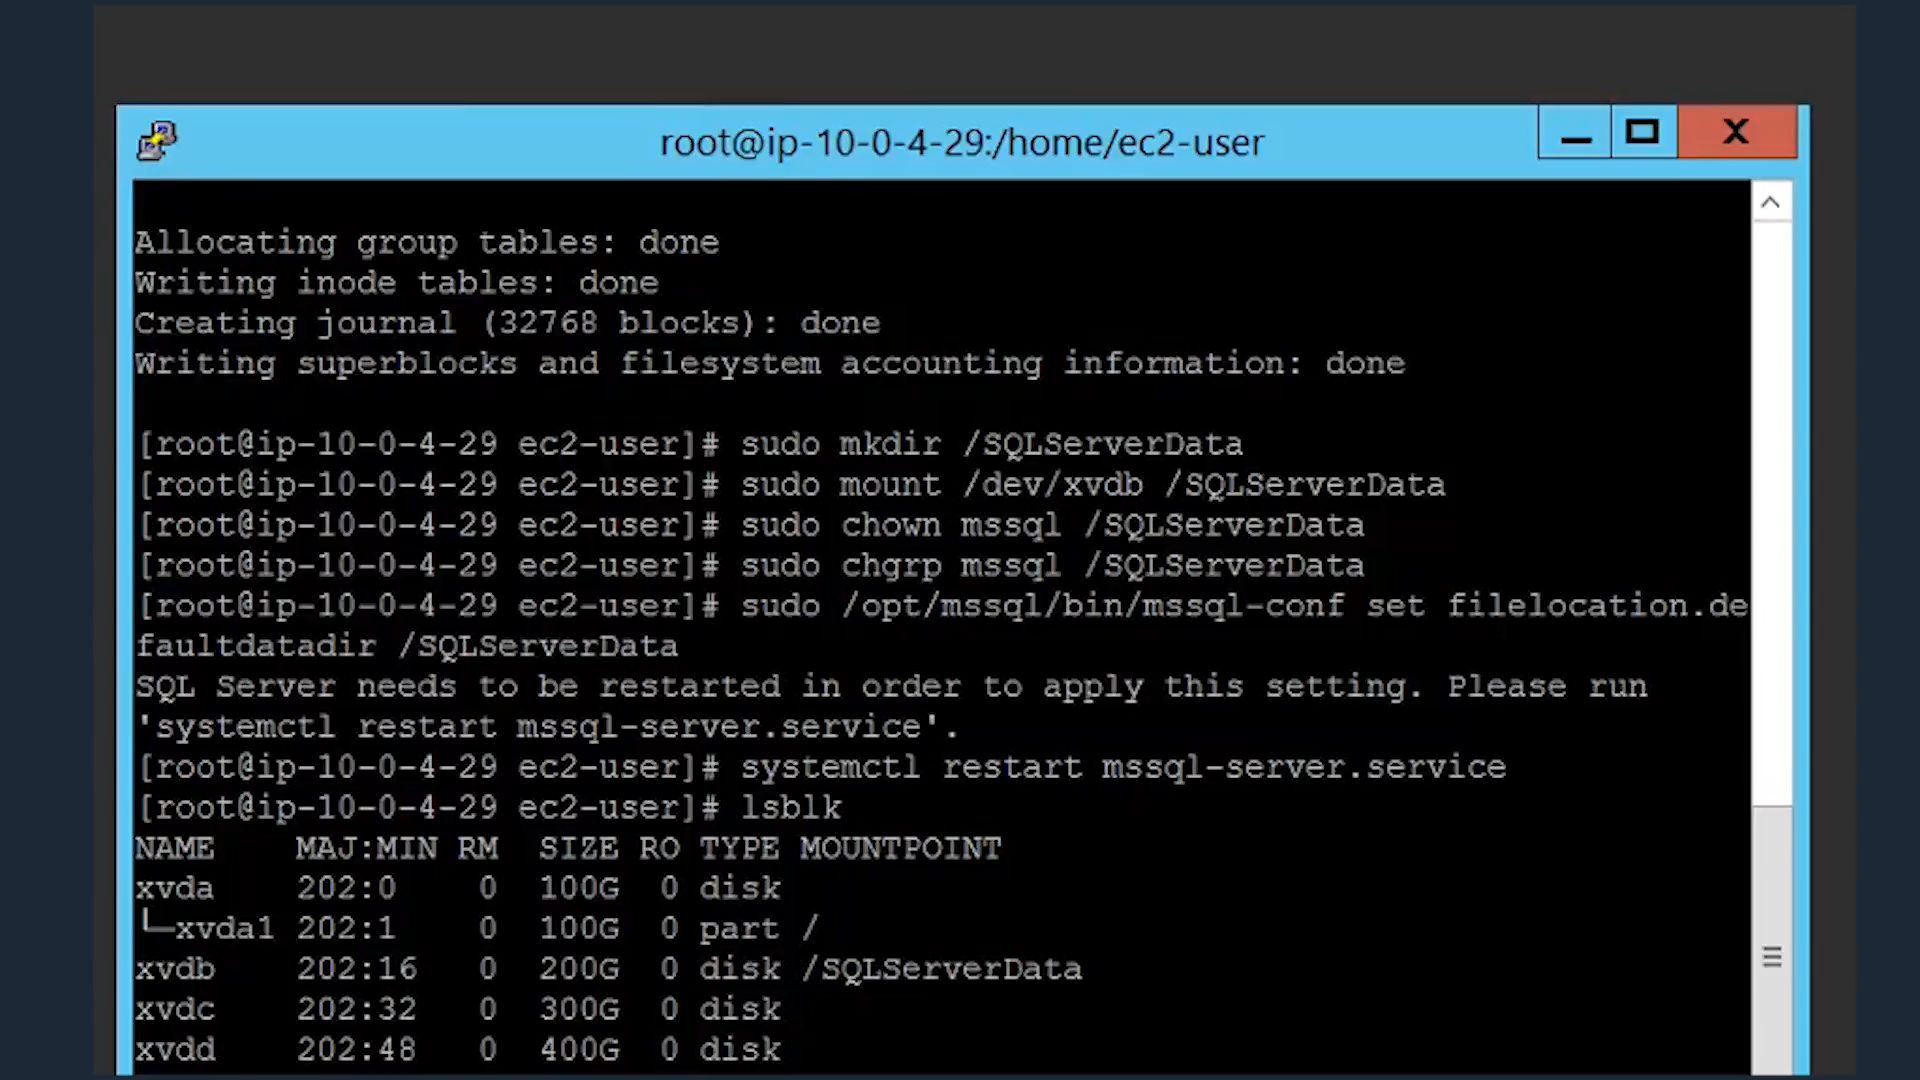 root@ip-10-0-4-29:/home/ec2-user
Allocating group tables: done
Writing inode tables: done
Creating journal (32768 blocks): done
Writing superblocks and filesystem accounting information: done
[root@ip-10-0-4-29 ec2-user]# sudo mkdir /SQLServerData
[root@ip-10-0-4-29 ec2-user]# sudo mount /dev/xvdb /SQLServerData
[root@ip-10-0-4-29 ec2-user]# sudo chown mssql /SQLServerData
[root@ip-10-0-4-29 ec2-user]# sudo chgrp mssql /SQLServerData
[root@ip-10-0-4-29 ec2-user]# sudo /opt/mssql/bin/mssql-conf set filelocation.de
faultdatadir /SQLServerData
SQL Server needs to be restarted in order to apply this setting. Please run
'systemctl restart mssql-server.service'.
[root@ip-10-0-4-29 ec2-user]# systemctl restart mssql-server.service
[root@ip-10-0-4-29 ec2-user]# lsblk
NAME    MAJ:MIN RM  SIZE RO TYPE MOUNTPOINT
xvda    202:0    0  100G  0 disk
└─xvda1 202:1    0  100G  0 part /
xvdb    202:16   0  200G  0 disk /SQLServerData
xvdc    202:32   0  300G  0 disk
xvdd    202:48   0  400G  0 disk